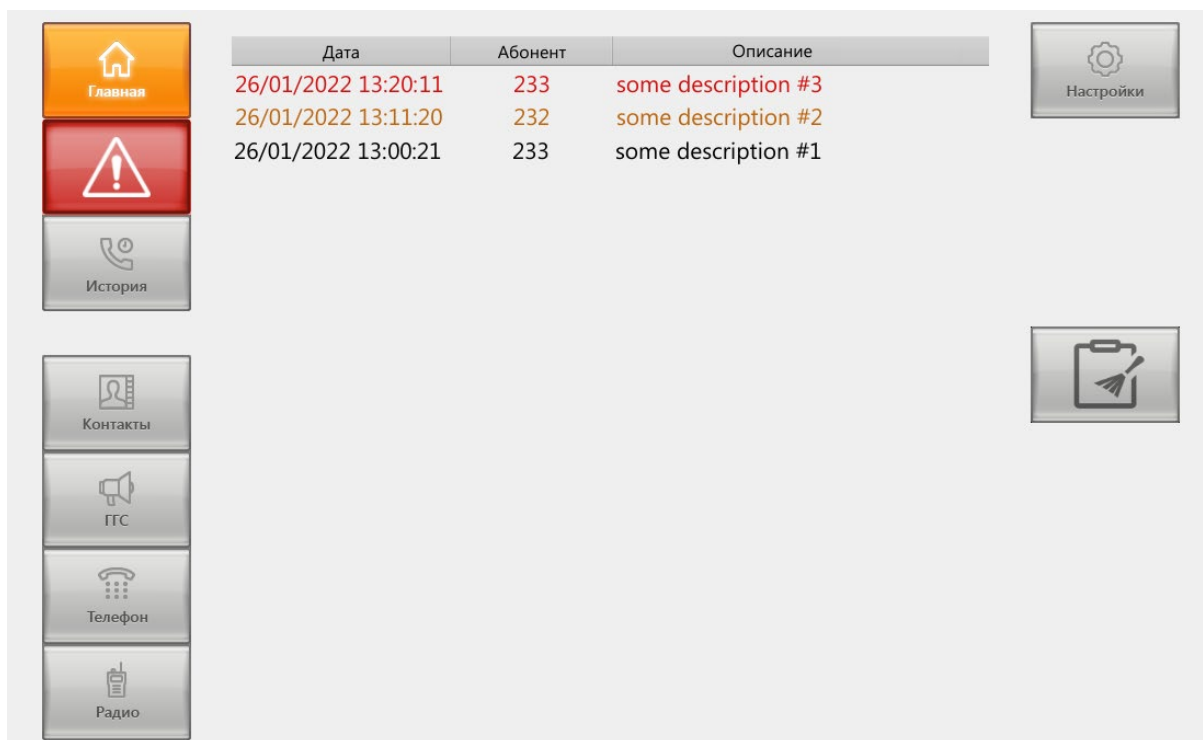 Главная
История
Контакты
ГГС
Телефон
Радио
Дата Абонент Описание
26/01/2022 13:20:11 233 some description #3
26/01/2022 13:11:20 232 some description #2
26/01/2022 13:00:21 233 some description #1
Настройки